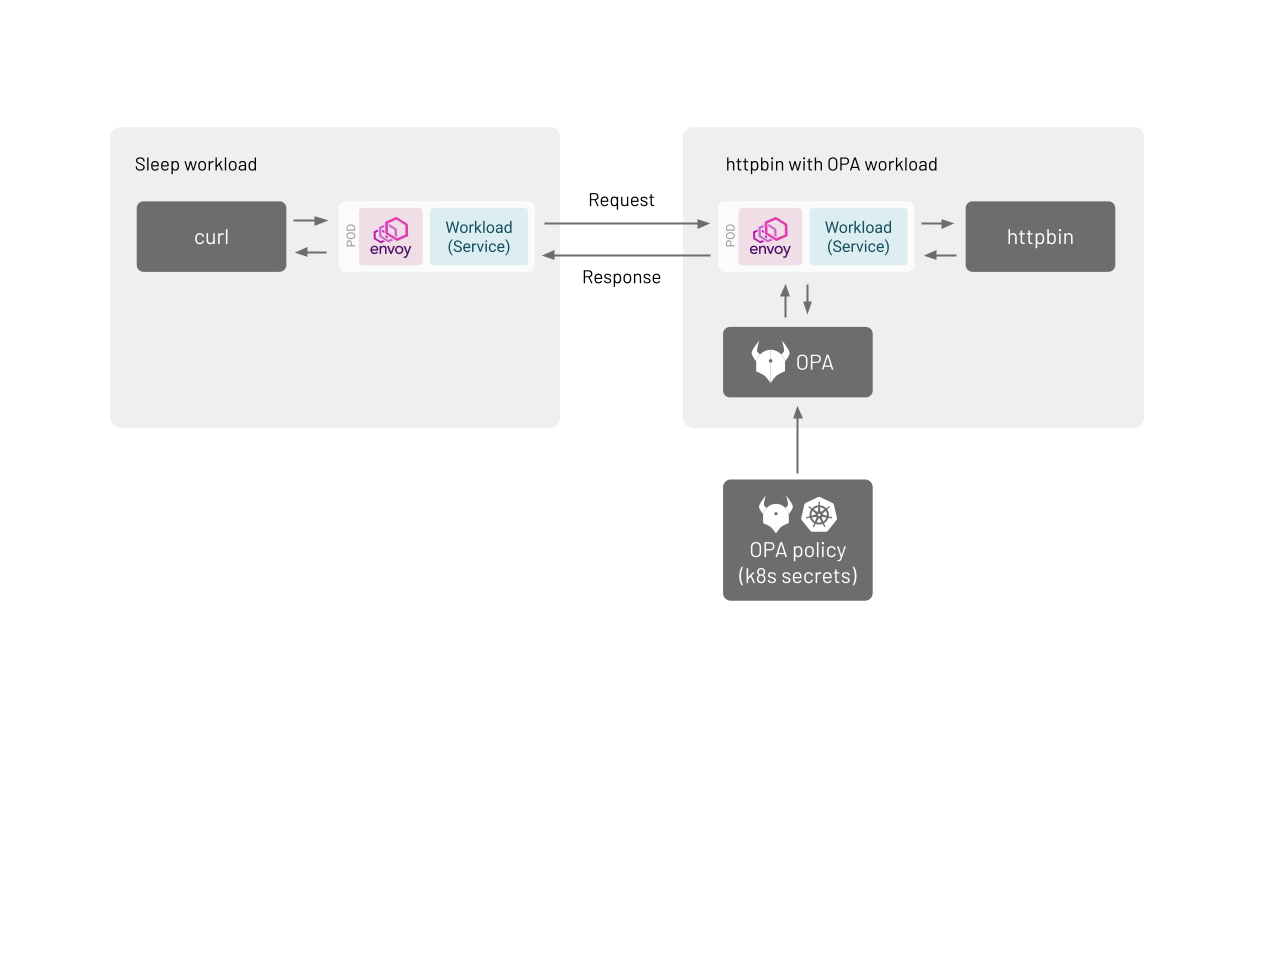 Sleep workload
curl
POD
envoy
Workload
(Service)
Request
Response
httpbin with OPA workload
POD
envoy
Workload
(Service)
httpbin
OPA
OPA policy
(k8s secrets)